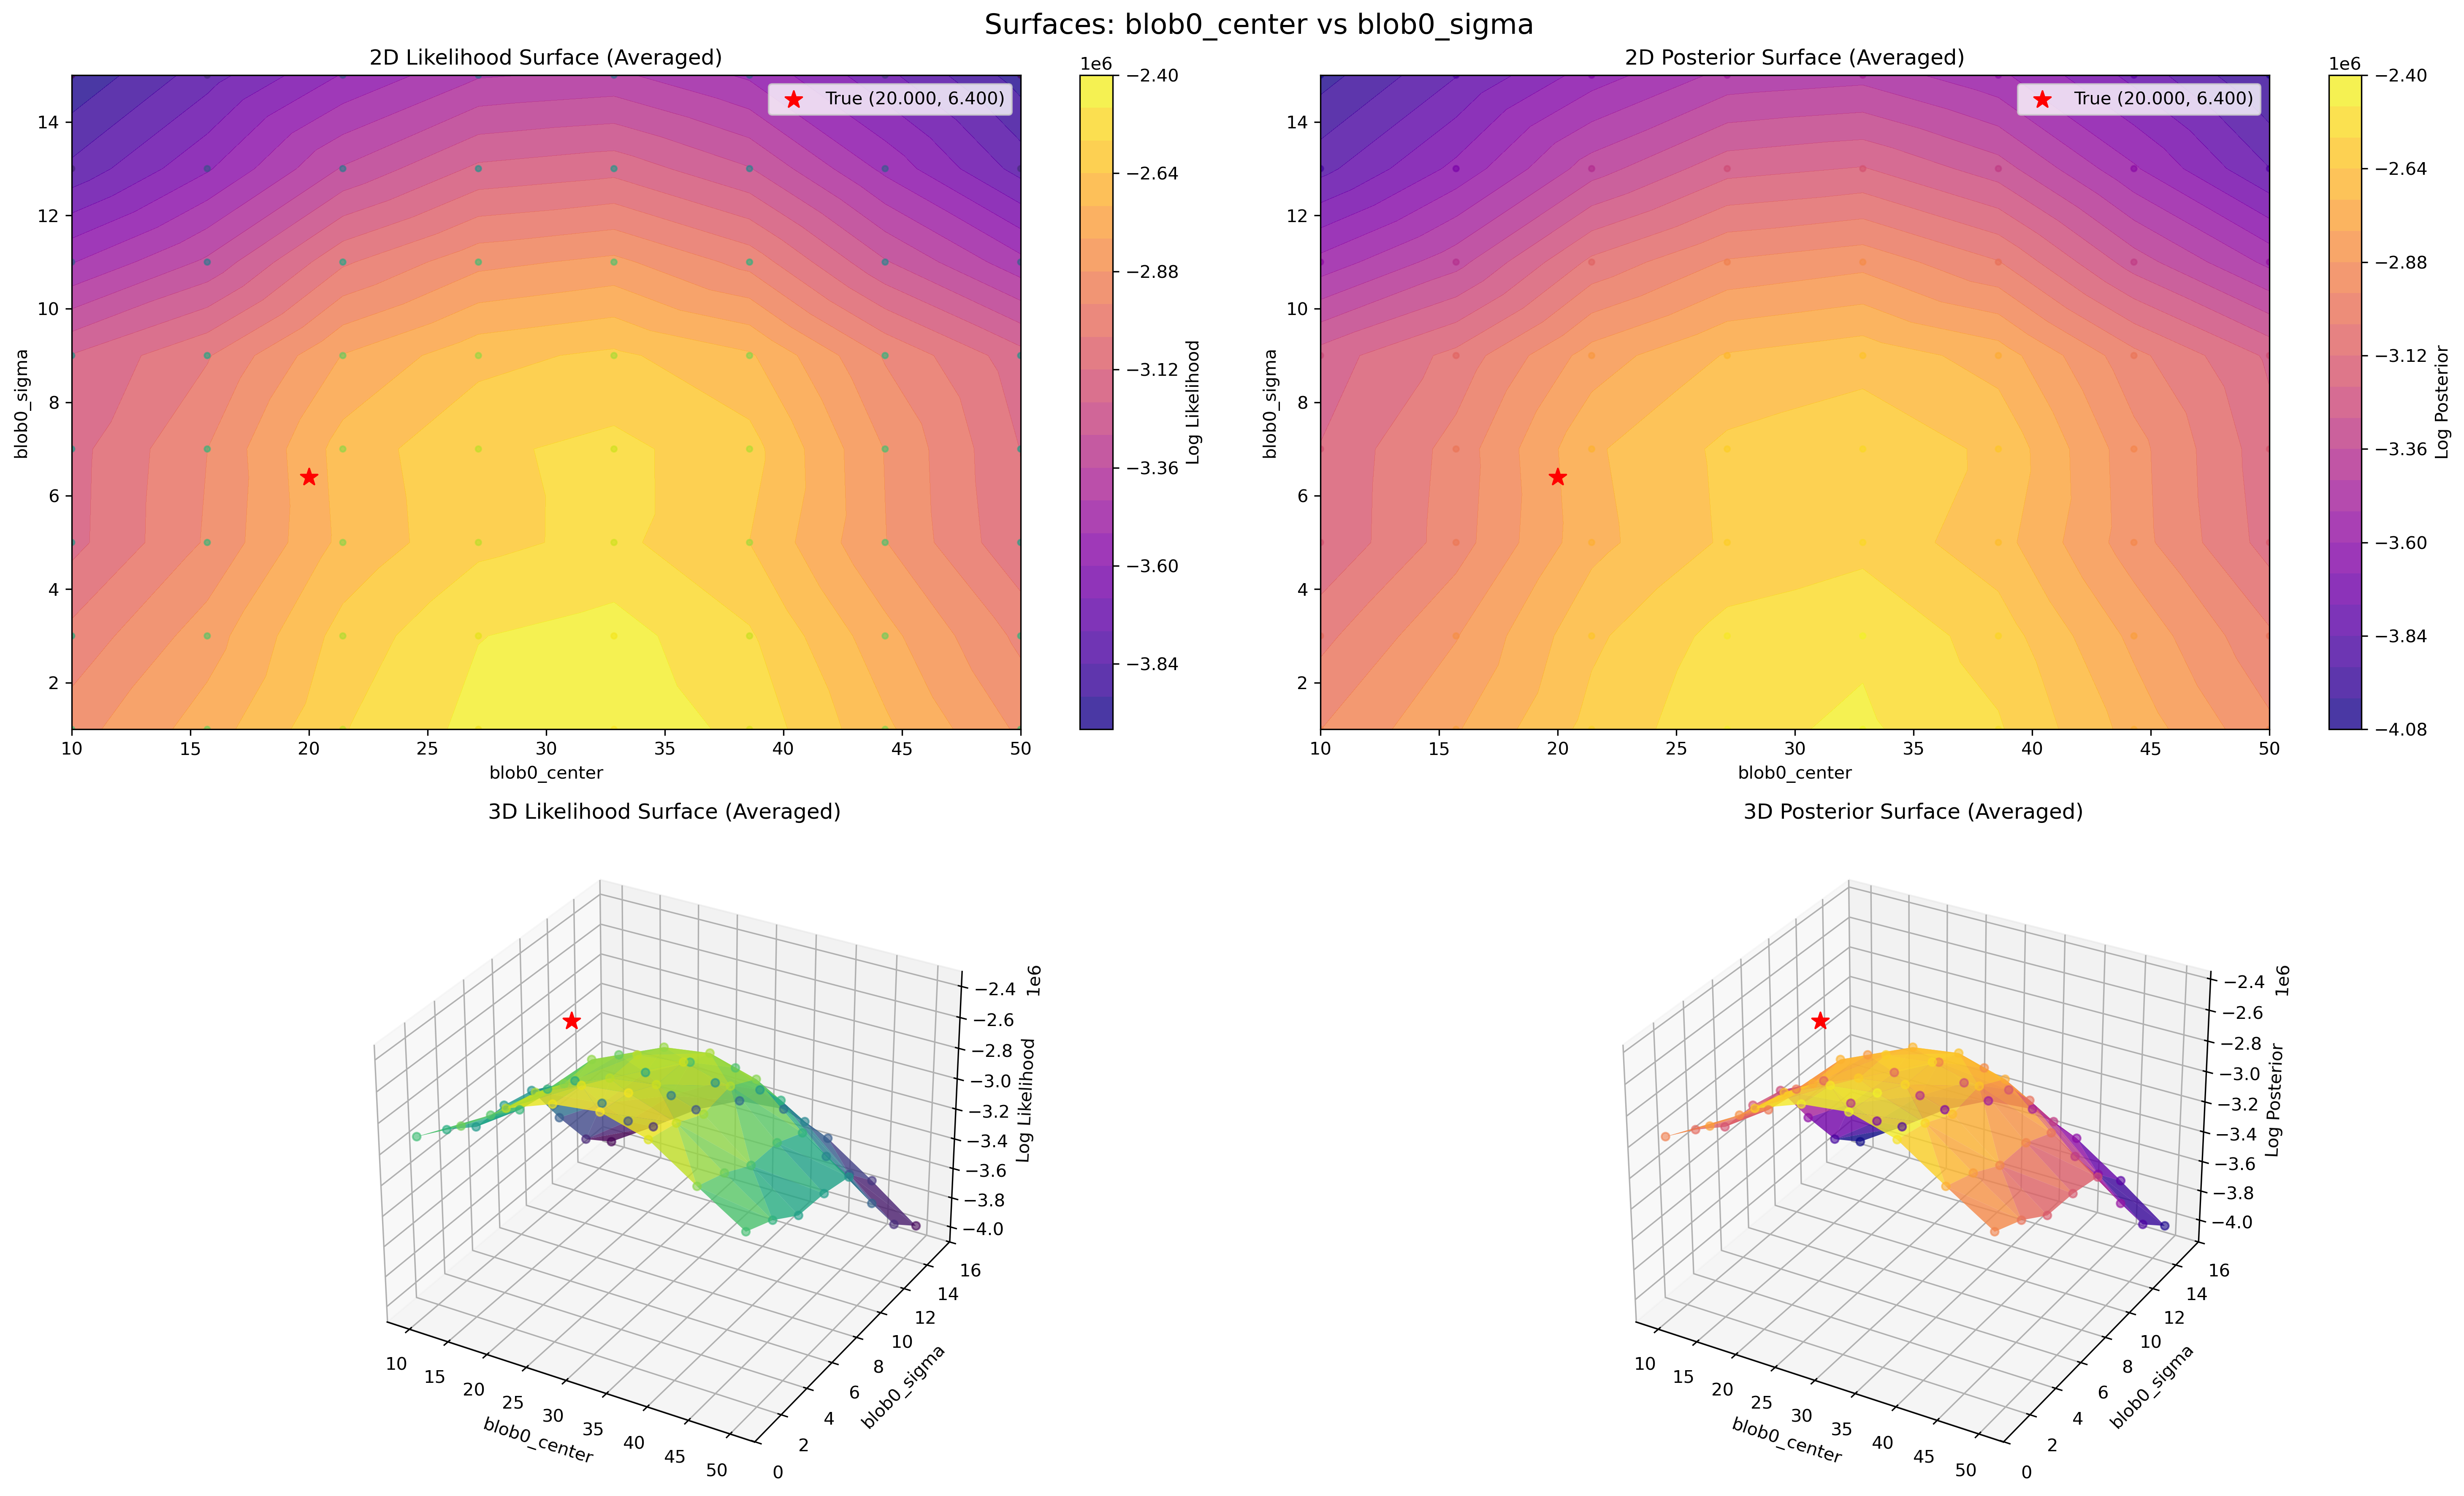 Surfaces: blob0_center vs blob0_sigma
2D Likelihood Surface (Averaged)
True (20.000, 6.400)
14
12
10
8
6
4
2
blob0_sigma
10 15 20 25 30 35 40 45 50
blob0_center
1e6
−2.40
−2.64
−2.88
−3.12
−3.36
−3.60
−3.84
Log Likelihood
2D Posterior Surface (Averaged)
True (20.000, 6.400)
14
12
10
8
6
4
2
blob0_sigma
10 15 20 25 30 35 40 45 50
blob0_center
1e6
−2.40
−2.64
−2.88
−3.12
−3.36
−3.60
−3.84
−4.08
Log Posterior
3D Likelihood Surface (Averaged)
1e6
−2.4
−2.6
−2.8
−3.0
−3.2
−3.4
−3.6
−3.8
−4.0
Log Likelihood
16
14
12
10
8
6
4
2
0
blob0_sigma
10 15 20 25 30 35 40 45 50
blob0_center
3D Posterior Surface (Averaged)
1e6
−2.4
−2.6
−2.8
−3.0
−3.2
−3.4
−3.6
−3.8
−4.0
Log Posterior
16
14
12
10
8
6
4
2
0
blob0_sigma
10 15 20 25 30 35 40 45 50
blob0_center